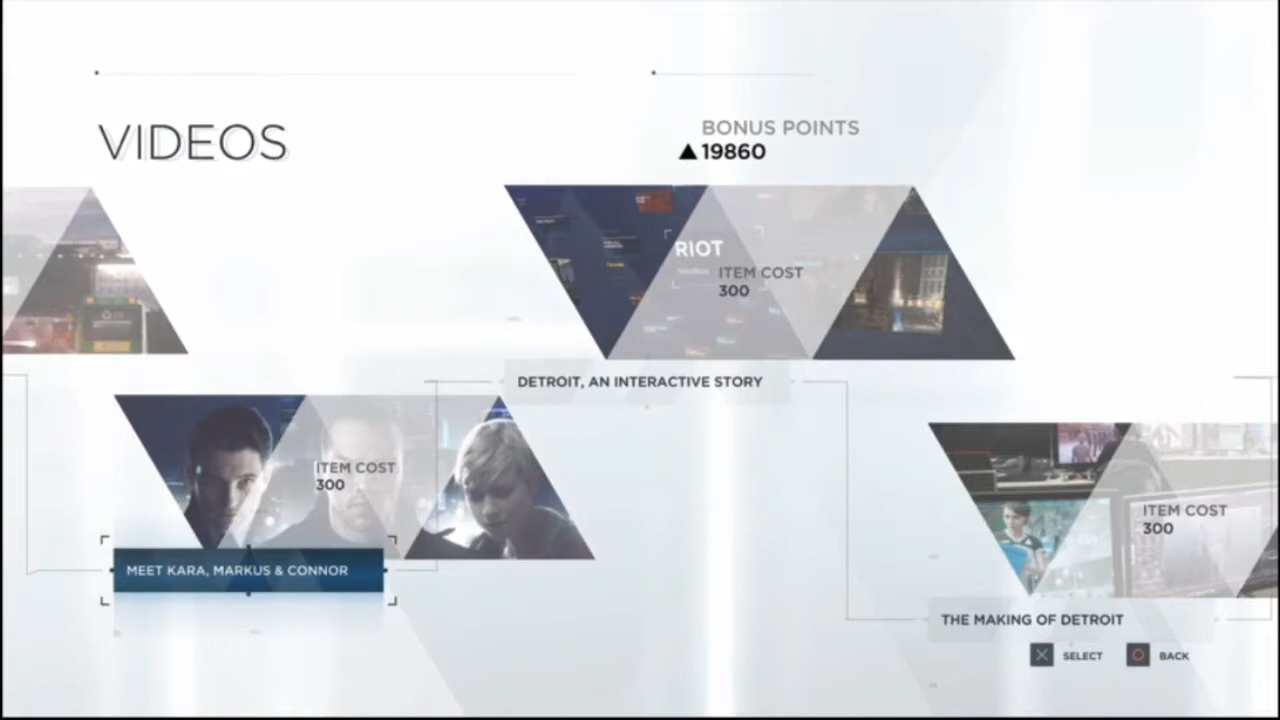 VIDEOS
BONUS POINTS
19860
RIOT
ITEM COST
300
DETROIT, AN INTERACTIVE STORY
ITEM COST
300
MEET KARA, MARKUS & CONNOR
ITEM COST
300
THE MAKING OF DETROIT
SELECT
BACK